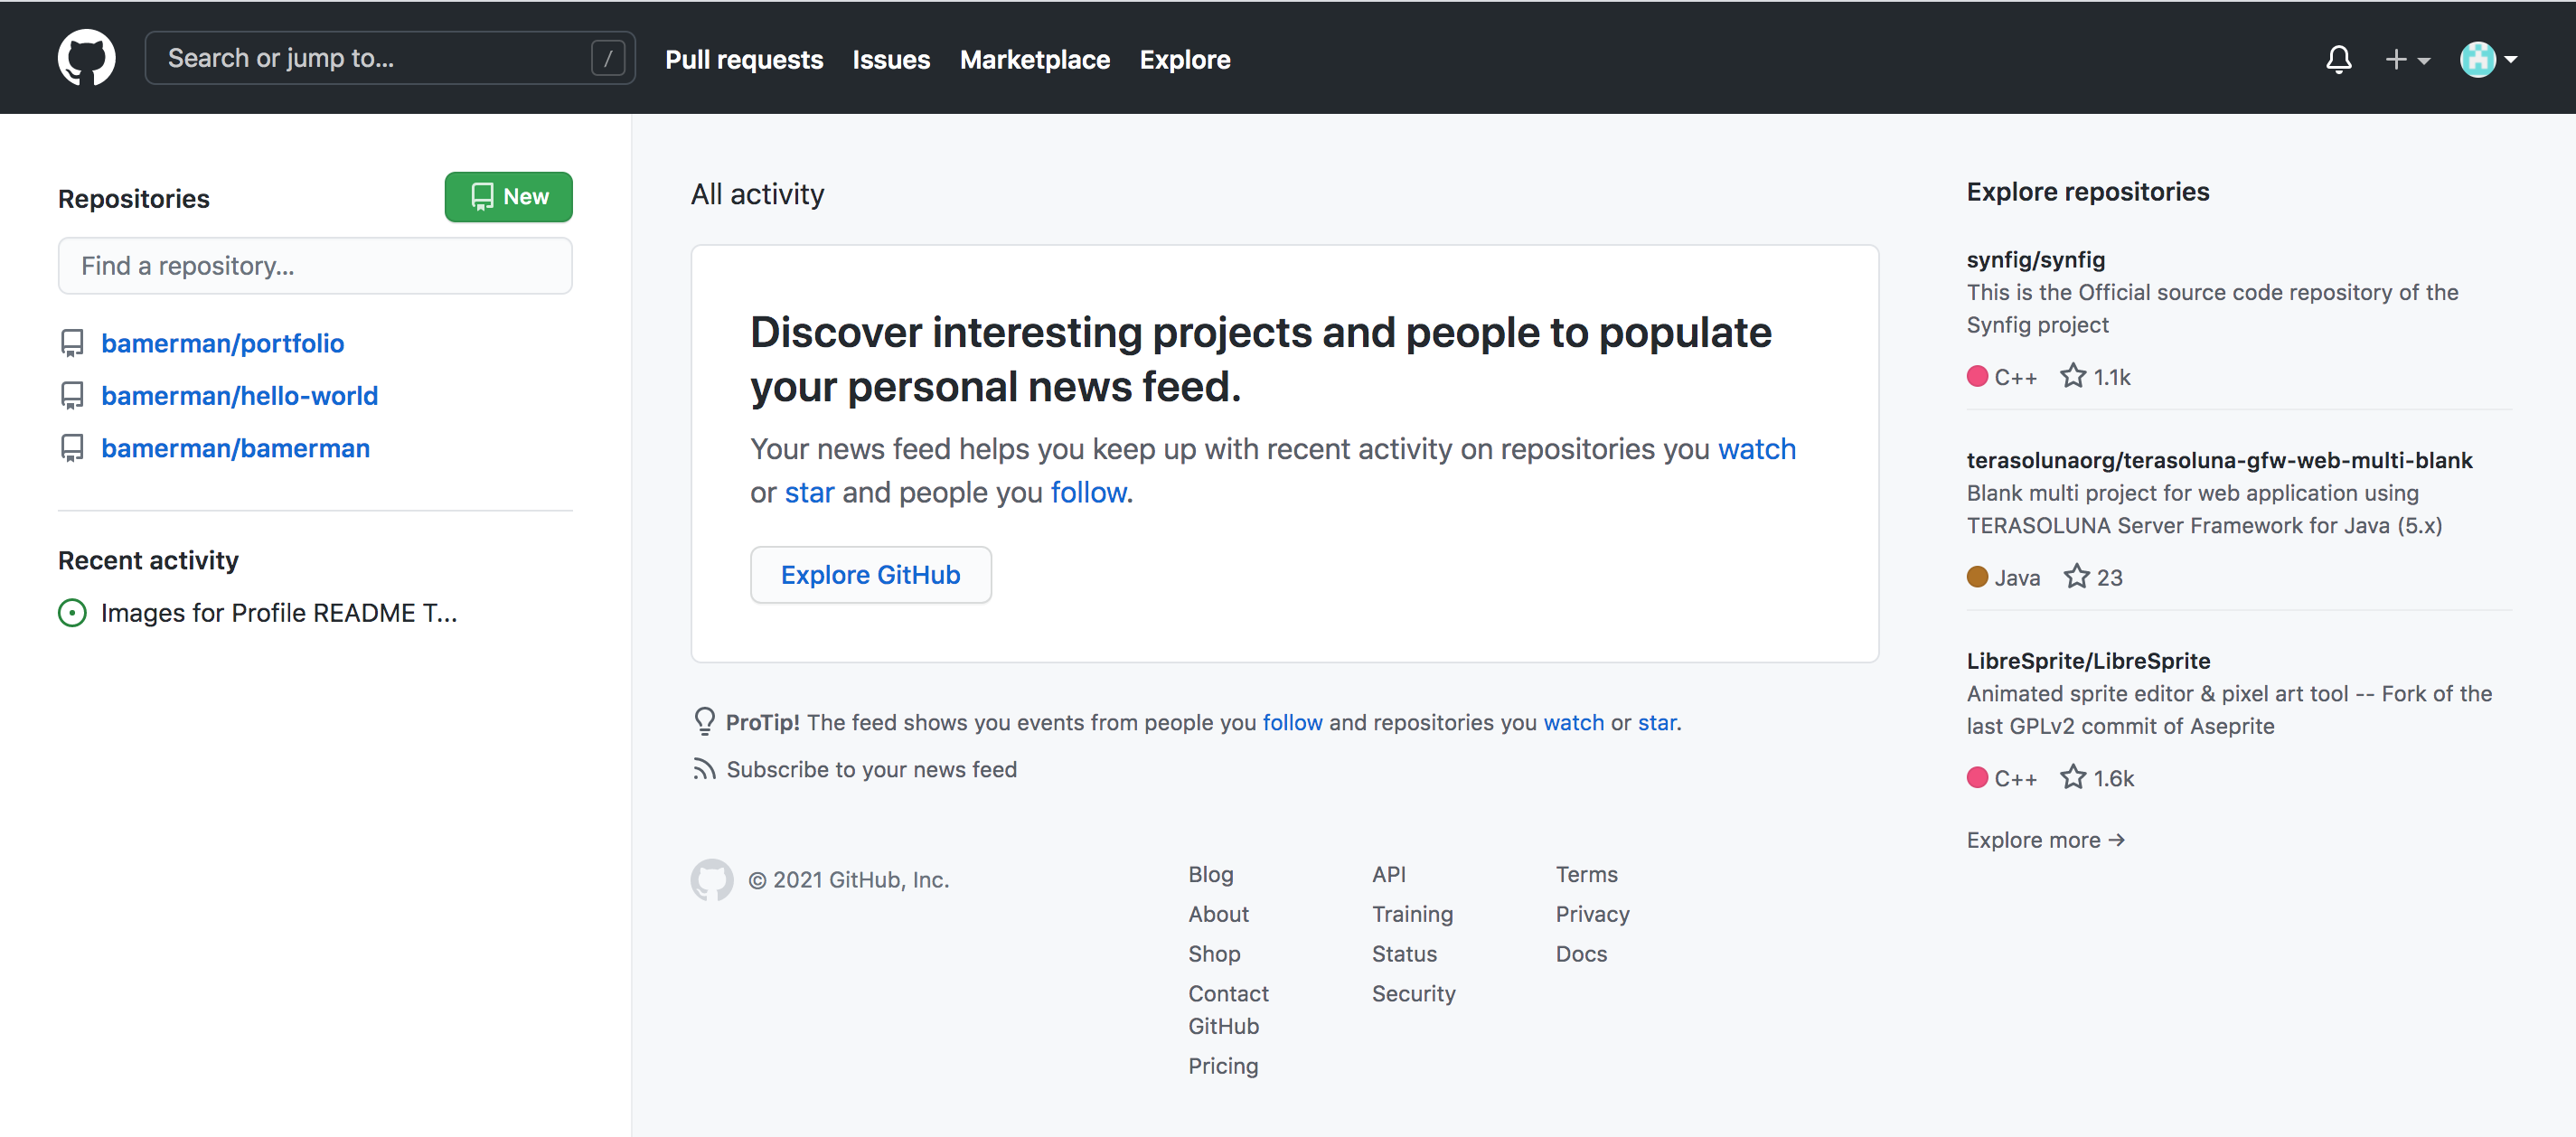 Search or jump to...
/
Pull requests
Issues
Marketplace
Explore
Repositories
New
Find a repository...
bamerman/portfolio
bamerman/hello-world
bamerman/bamerman
Recent activity
Images for Profile README T...
All activity
Discover interesting projects and people to populate
your personal news feed.
Your news feed helps you keep up with recent activity on repositories you watch
or star and people you follow.
Explore GitHub
ProTip! The feed shows you events from people you follow and repositories you watch or star.
Subscribe to your news feed
© 2021 GitHub, Inc.
Blog
About
Shop
Contact
GitHub
Pricing
API
Training
Status
Security
Terms
Privacy
Docs
Explore repositories
synfig/synfig
This is the Official source code repository of the
Synfig project
C++ 1.1k
terasolunaorg/terasoluna-gfw-web-multi-blank
Blank multi project for web application using
TERASOLUNA Server Framework for Java (5.x)
Java 23
LibreSprite/LibreSprite
Animated sprite editor & pixel art tool -- Fork of the
last GPLv2 commit of Aseprite
C++ 1.6k
Explore more →